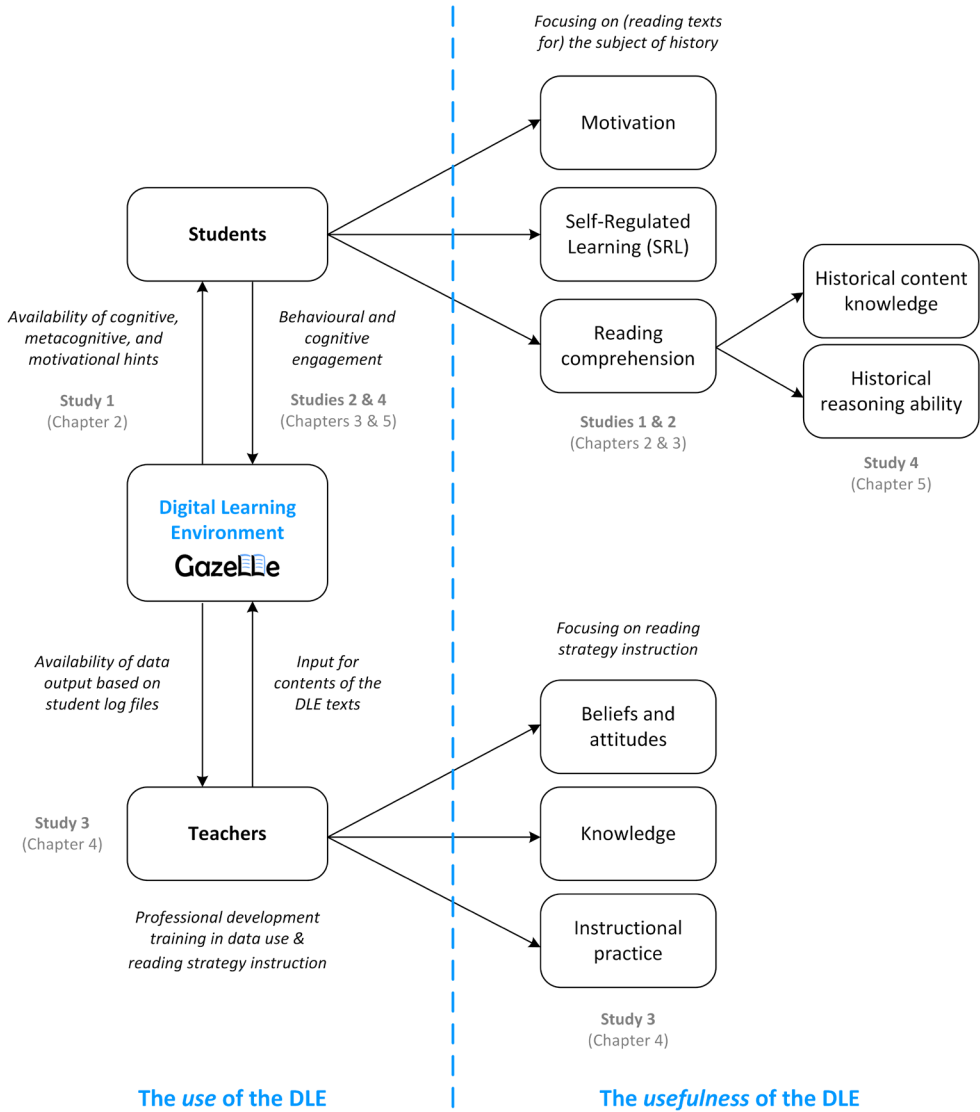 Focusing on (reading texts
for) the subject of history
Motivation
Students
Self-Regulated
Learning (SRL)
Historical content
knowledge
Availability of cognitive,
metacognitive, and
motivational hints
Study 1
(Chapter 2)
Behavioural and
cognitive
engagement
Studies 2 & 4
(Chapters 3 & 5)
Reading
comprehension
Studies 1 & 2
(Chapters 2 & 3)
Historical
reasoning ability
Study 4
(Chapter 5)
Digital Learning
Environment
Gazelle
Availability of data
output based on
student log files
Input for
contents of the
DLE texts
Focusing on reading
strategy instruction
Beliefs and
attitudes
Study 3
(Chapter 4)
Teachers
Knowledge
Professional development
training in data use &
reading strategy instruction
Instructional
practice
Study 3
(Chapter 4)
The use of the DLE
The usefulness of the DLE